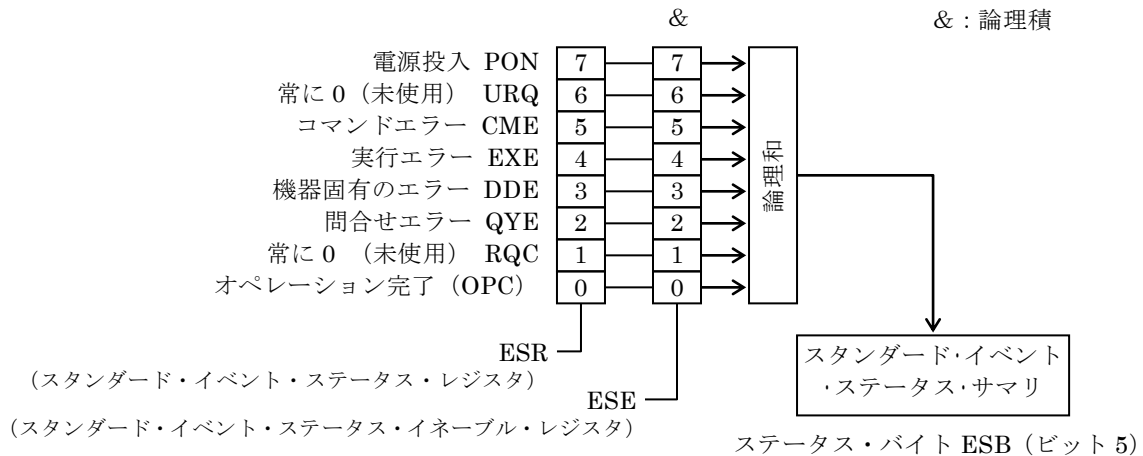 &
&:論理積
電源投入 PON 7 7
常に 0(未使用) URQ 6 6
コマンドエラー CME 5 5
実行エラー EXE 4 4
機器固有のエラー DDE 3 3
問合せエラー QYE 2 2
常に 0 (未使用) RQC 1 1
オペレーション完了(OPC) 0 0
論理和
ESR
(スタンダード・イベント・ステータス・レジスタ)
ESE
(スタンダード・イベント・ステータス・イネーブル・レジスタ)
スタンダード・イベント
・ステータス・サマリ
ステータス・バイト ESB(ビット 5)